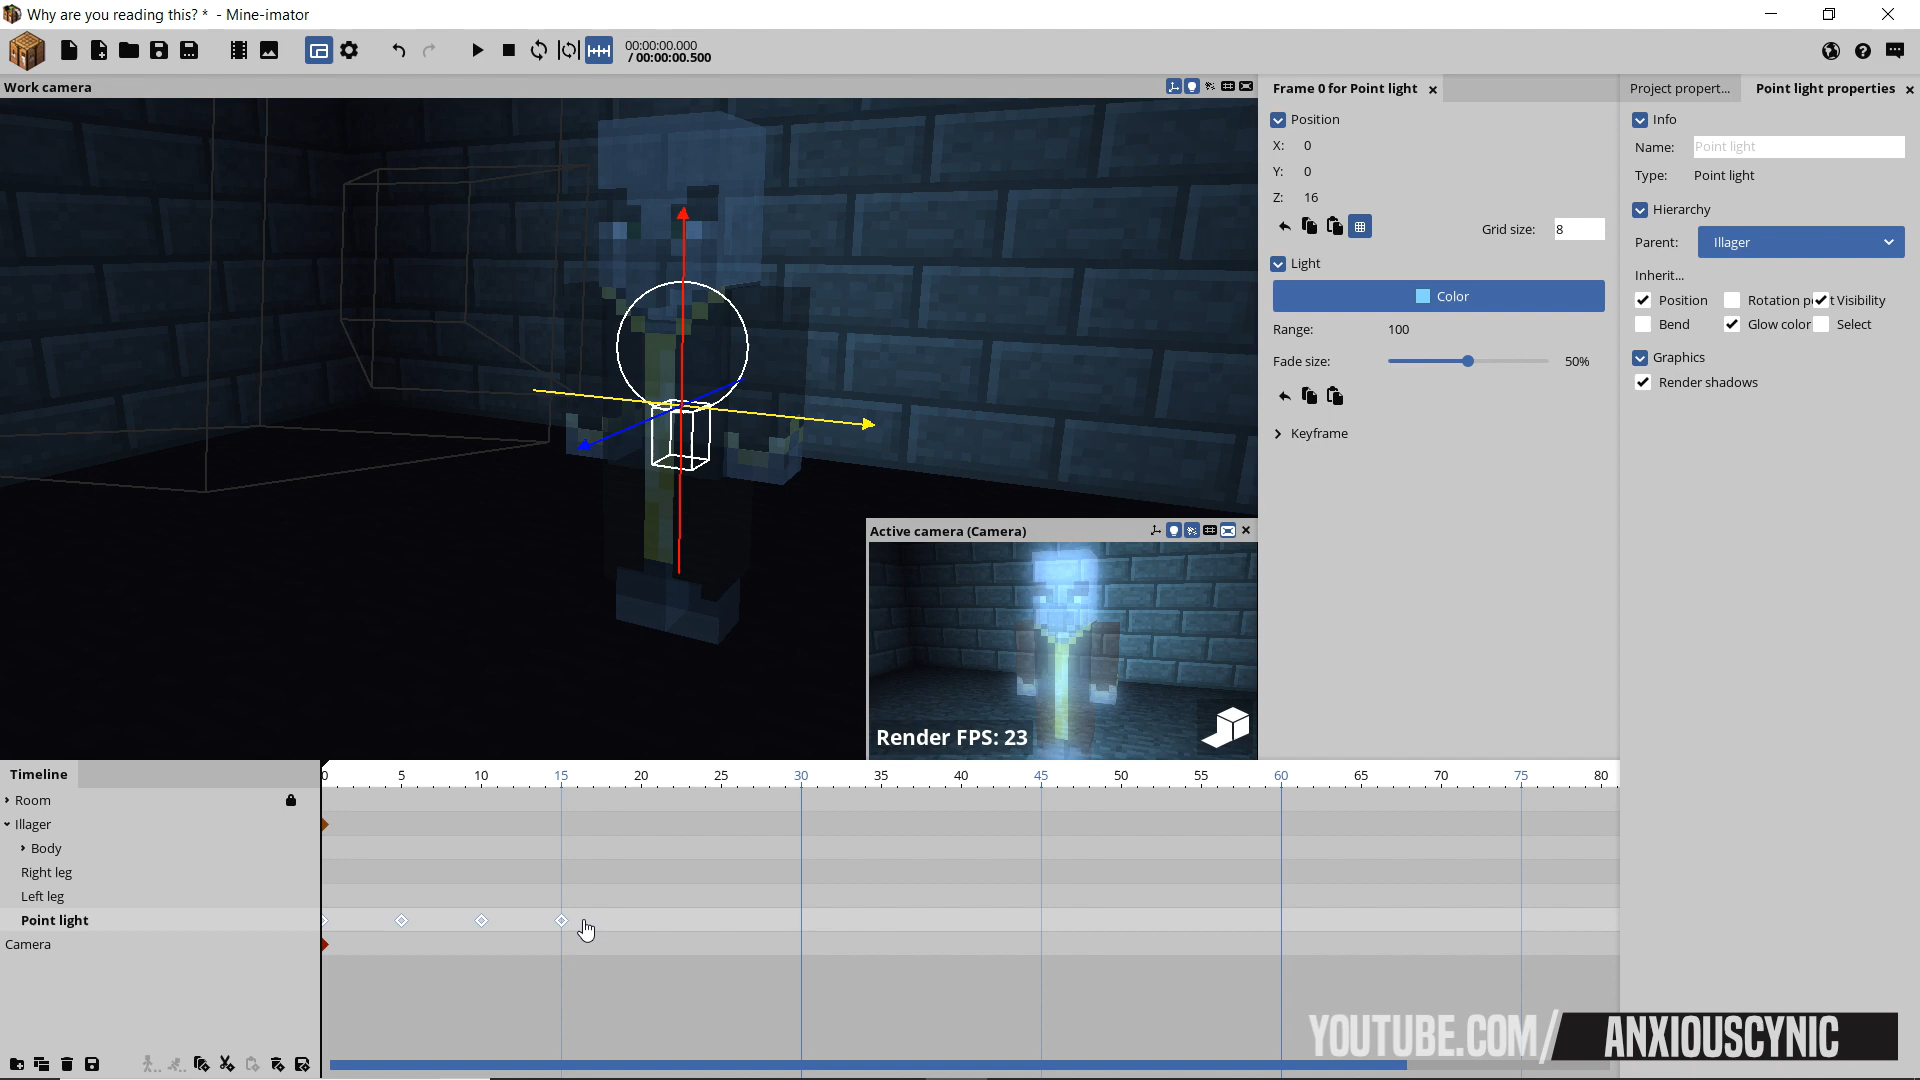 Why are you reading this? * - Mine-imator
00:00:00.000
/ 00:00:00.500
Work camera
Frame 0 for Point light
Position
X: 0
Y: 0
Z: 16
Grid size: 8
Light
Color
Range: 100
Fade size: 50%
Keyframe
Project propert...
Point light properties
Info
Name: Point light
Type: Point light
Hierarchy
Parent: Illager
Inherit...
Position Rotation po t Visibility
Bend Glow color Select
Graphics
Render shadows
Active camera (Camera)
Render FPS: 23
Timeline
0 5 10 15 20 25 30 35 40 45 50 55 60 65 70 75 80
Room
Illager
Body
Right leg
Left leg
Point light
Camera
YOUTUBE.COM/ ANXIOUSCYNIC